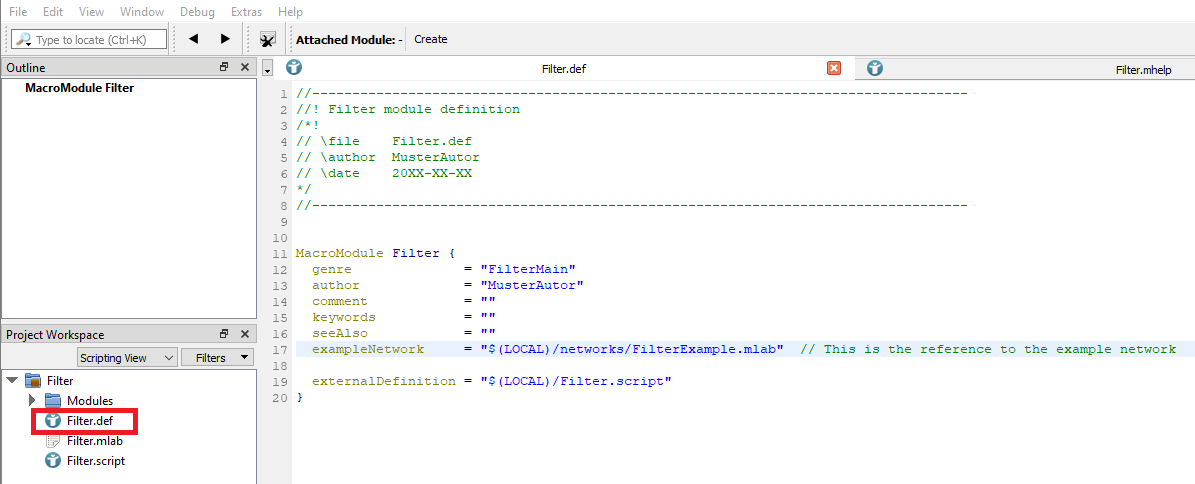 File Edit View Window Debug Extras Help
Type to locate (Ctrl+K) Attached Module: - Create
Outline
MacroModule Filter
Project Workspace
Scripting View Filters
Filter
Modules
Filter.def
Filter.mlab
Filter.script
Filter.def Filter.mhelp
1 //----------------------------------------------------------------------------------
2 //! Filter module definition
3 /*!
4 // \file    Filter.def
5 // \author  MusterAutor
6 // \date    20XX-XX-XX
7 */
8 //----------------------------------------------------------------------------------
9
10
11 MacroModule Filter {
12   genre              = "FilterMain"
13   author             = "MusterAutor"
14   comment            = ""
15   keywords           = ""
16   seeAlso            = ""
17   exampleNetwork     = "$(LOCAL)/networks/FilterExample.mlab"  // This is the reference to the example network
18
19   externalDefinition = "$(LOCAL)/Filter.script"
20 }